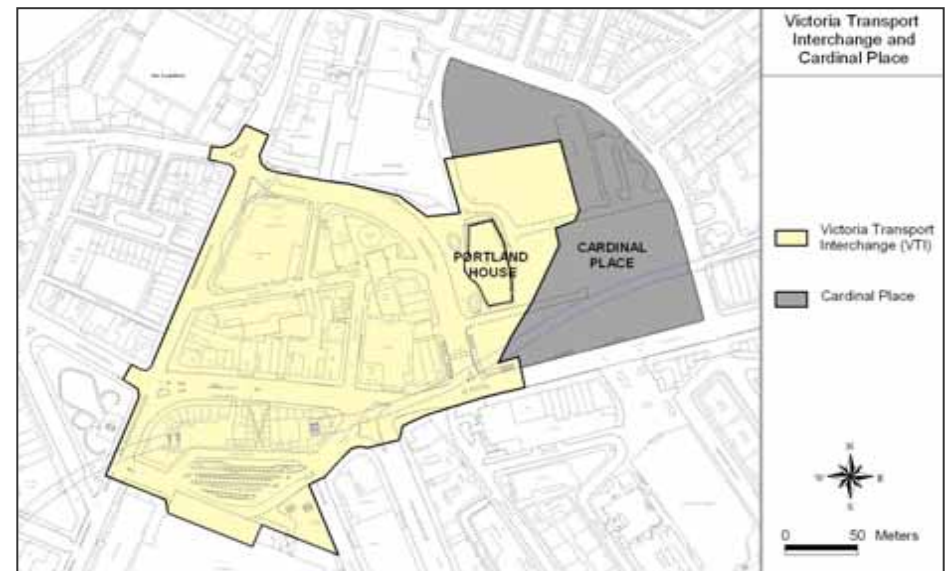 Victoria Transport
Interchange and
Cardinal Place
PORTLAND
HOUSE
CARDINAL
PLACE
Victoria Transport
Interchange (VTI)
Cardinal Place
N
W E
S
0 50 Meters